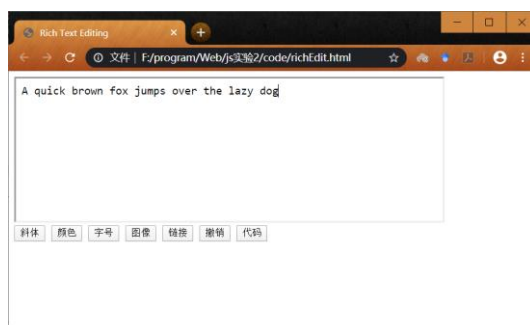 Rich Text Editing
文件 | F:/program/Web/js实验2/code/richEdit.html
A quick brown fox jumps over the lazy dog
斜体 颜色 字号 图像 链接 撤销 代码